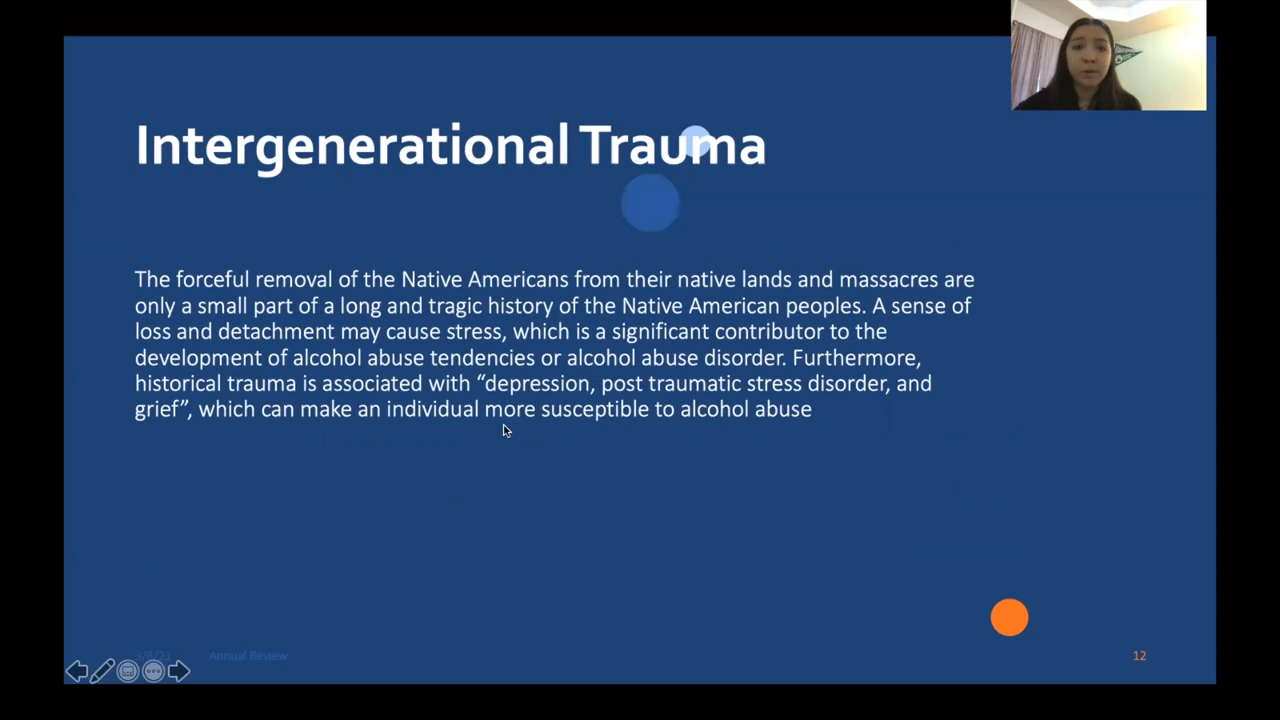 Intergenerational Trauma
The forceful removal of the Native Americans from their native lands and massacres are
only a small part of a long and tragic history of the Native American peoples. A sense of
loss and detachment may cause stress, which is a significant contributor to the
development of alcohol abuse tendencies or alcohol abuse disorder. Furthermore,
historical trauma is associated with “depression, post traumatic stress disorder, and
grief”, which can make an individual more susceptible to alcohol abuse
3/8/21 Annual Review 12